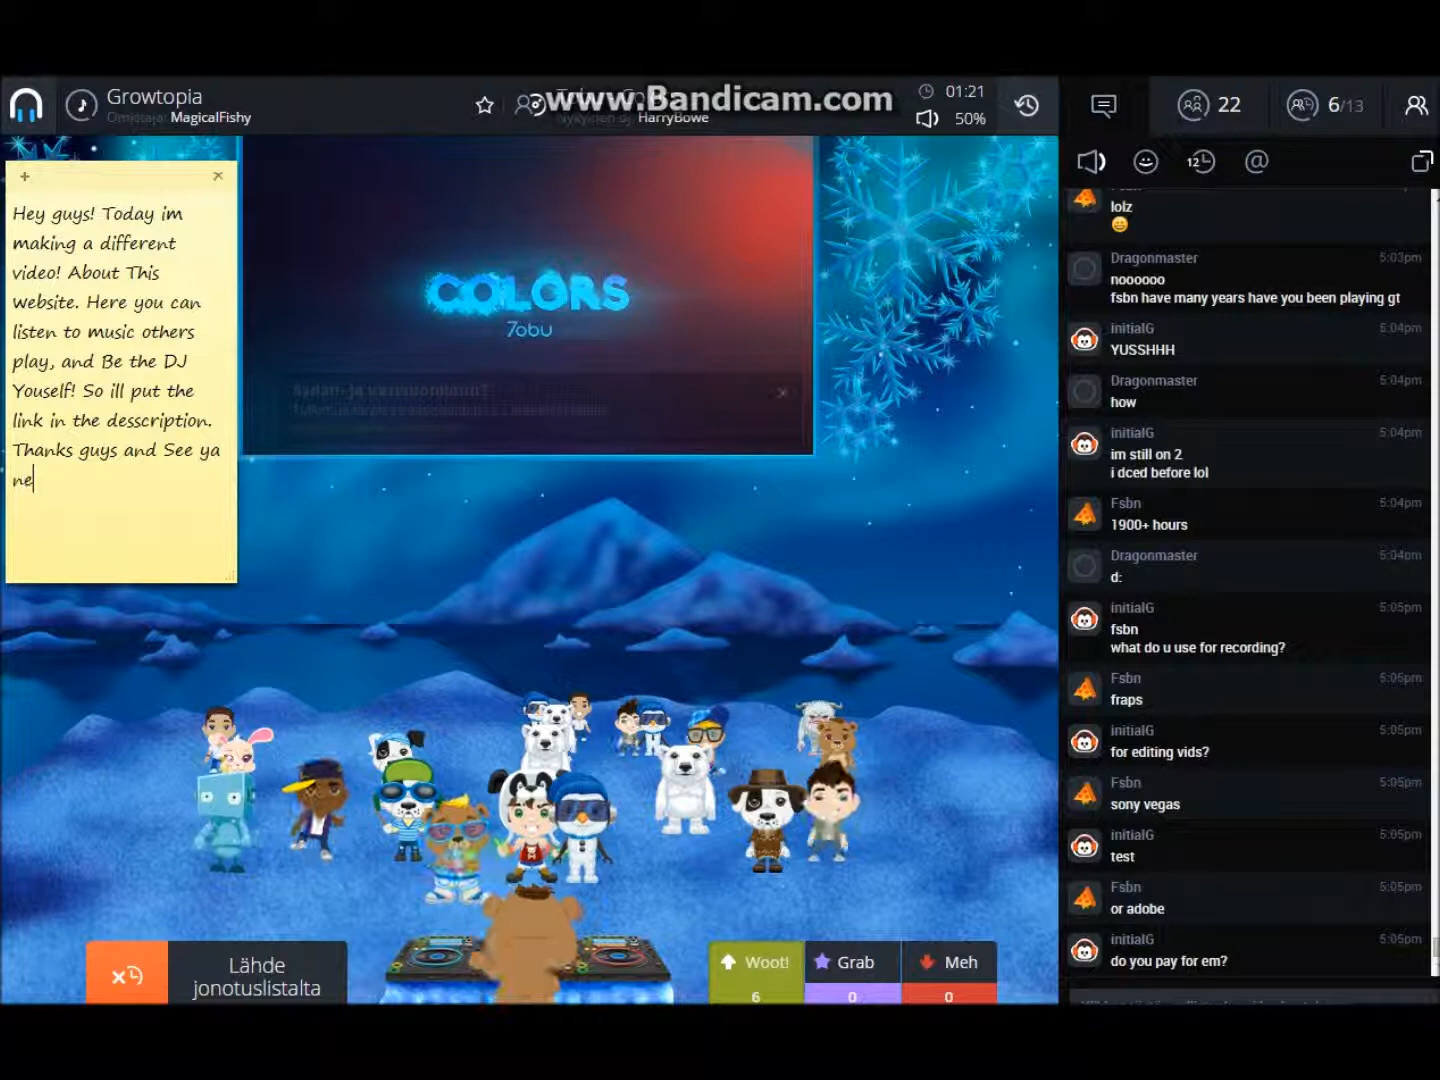 www.Bandicam.com
Growtopia
Omistaja: MagicalFishy
Nykyinen dj: HarryBowe
01:21
50%
22
6/13
12
@
Hey guys! Today im
making a different
video! About This
website. Here you can
listen to music others
play, and Be the DJ
Youself! So ill put the
link in the desscription.
Thanks guys and See ya
ne
COLORS
Tobu
Lähde
jonotuslistalta
Woot!
6
Grab
0
Meh
0
lolz
Dragonmaster 5:03pm
noooooo
fsbn have many years have you been playing gt
initialG 5:04pm
YUSSHHH
Dragonmaster 5:04pm
how
initialG 5:04pm
im still on 2
i dced before lol
Fsbn 5:04pm
1900+ hours
Dragonmaster 5:04pm
d:
initialG 5:05pm
fsbn
what do u use for recording?
Fsbn 5:05pm
fraps
initialG 5:05pm
for editing vids?
Fsbn 5:05pm
sony vegas
initialG 5:05pm
test
Fsbn 5:05pm
or adobe
initialG 5:05pm
do you pay for em?